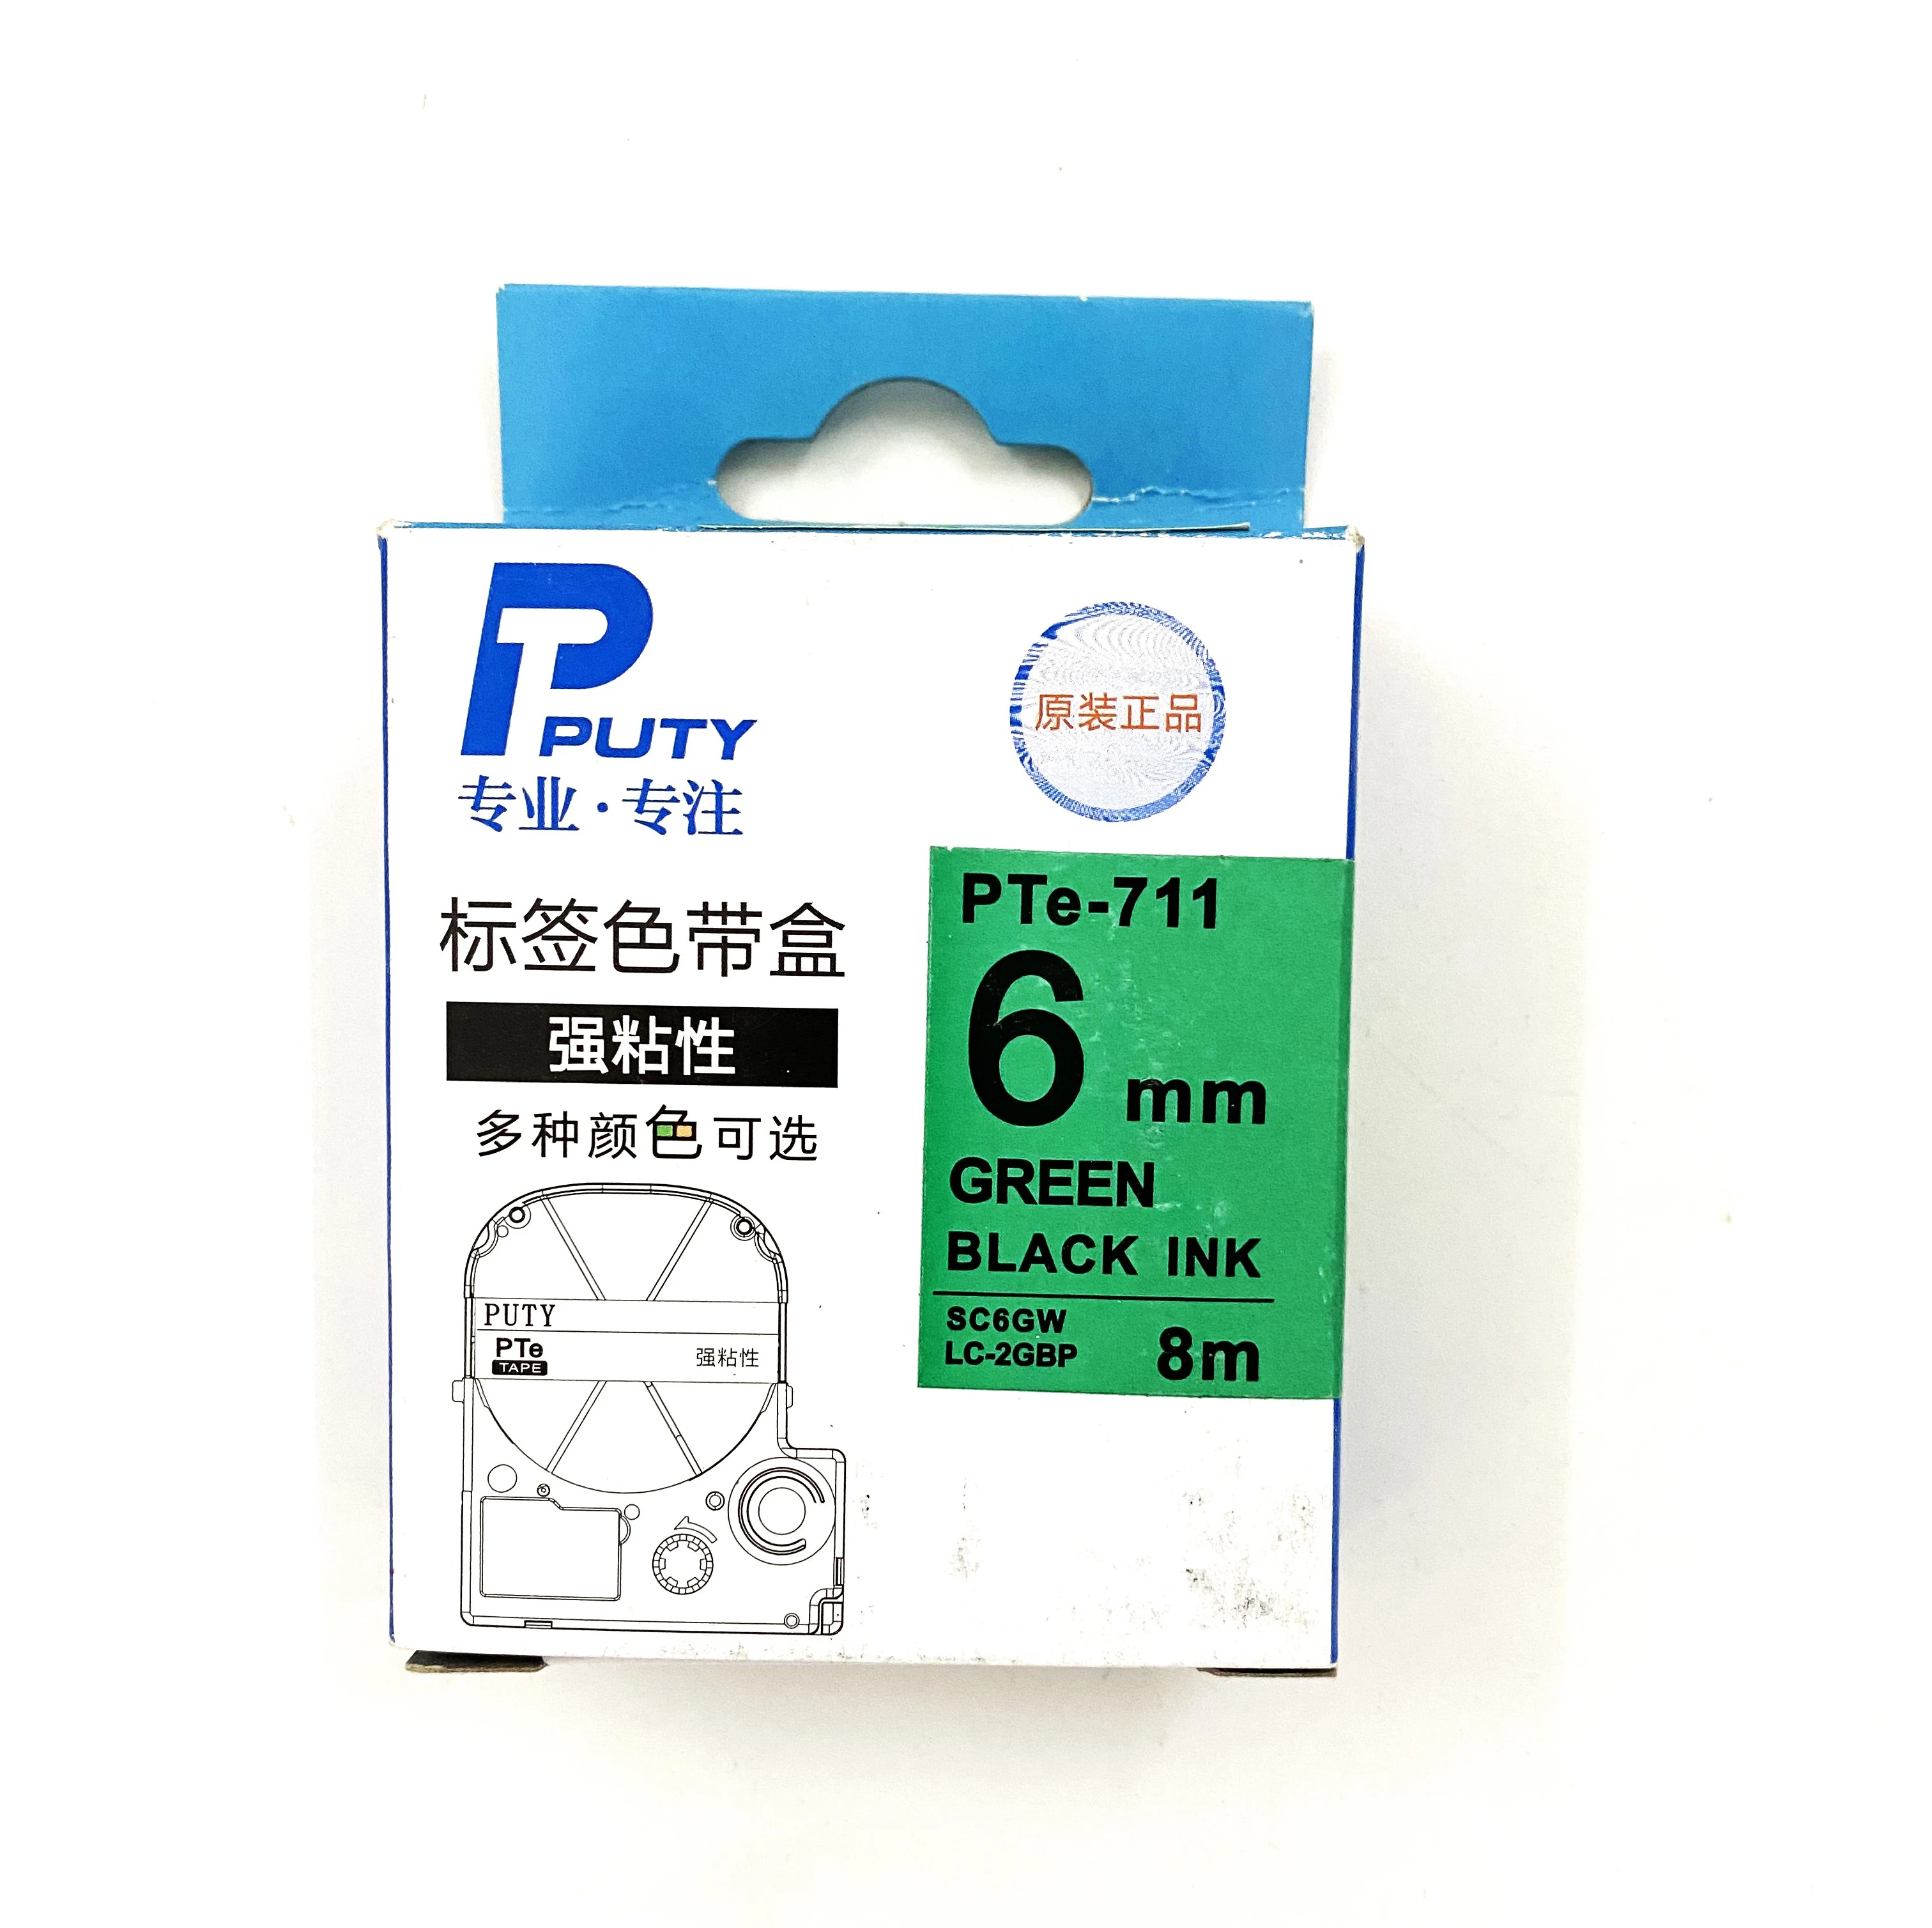 PUTY
专业·专注
原装正品
标签色带盒
强粘性
多种颜色可选
PTe-711
6 mm
GREEN
BLACK INK
SC6GW
LC-2GBP
8m
PUTY
PTe
TAPE
强粘性